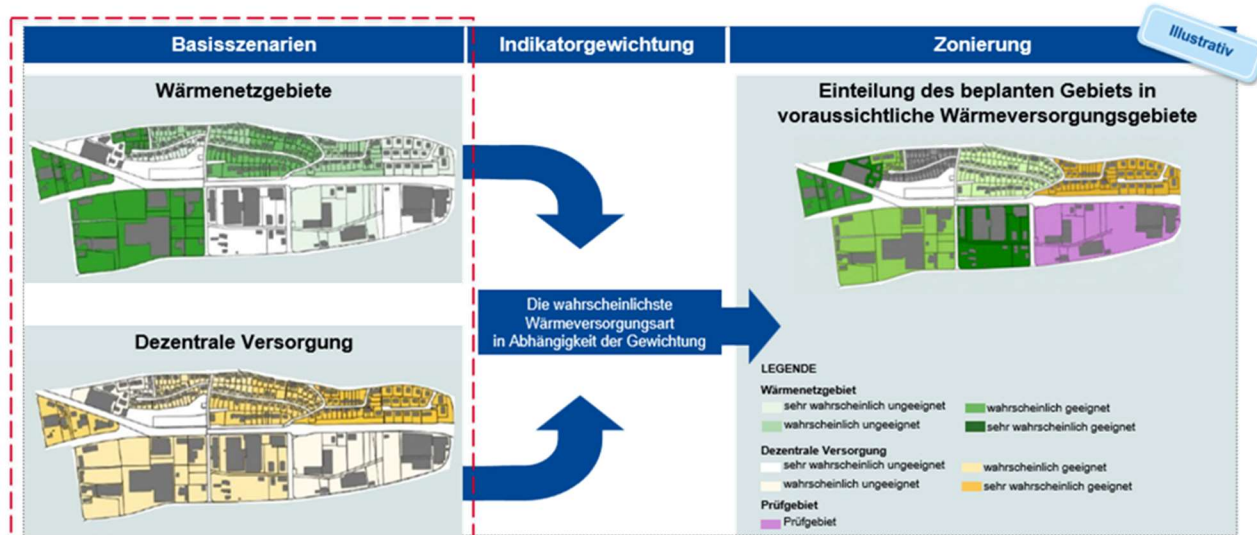 Basisszenarien
Indikatorgewichtung
Zonierung
Illustrativ
Wärmenetzgebiete
Einteilung des beplanten Gebiets in
voraussichtliche Wärmeversorgungsgebiete
Die wahrscheinlichste
Wärmeversorgungsart
in Abhängigkeit der Gewichtung
Dezentrale Versorgung
LEGENDE
Wärmenetzgebiet
sehr wahrscheinlich ungeeignet
wahrscheinlich geeignet
wahrscheinlich ungeeignet
sehr wahrscheinlich geeignet
Dezentrale Versorgung
sehr wahrscheinlich ungeeignet
wahrscheinlich geeignet
wahrscheinlich ungeeignet
sehr wahrscheinlich geeignet
Prüfgebiet
Prüfgebiet